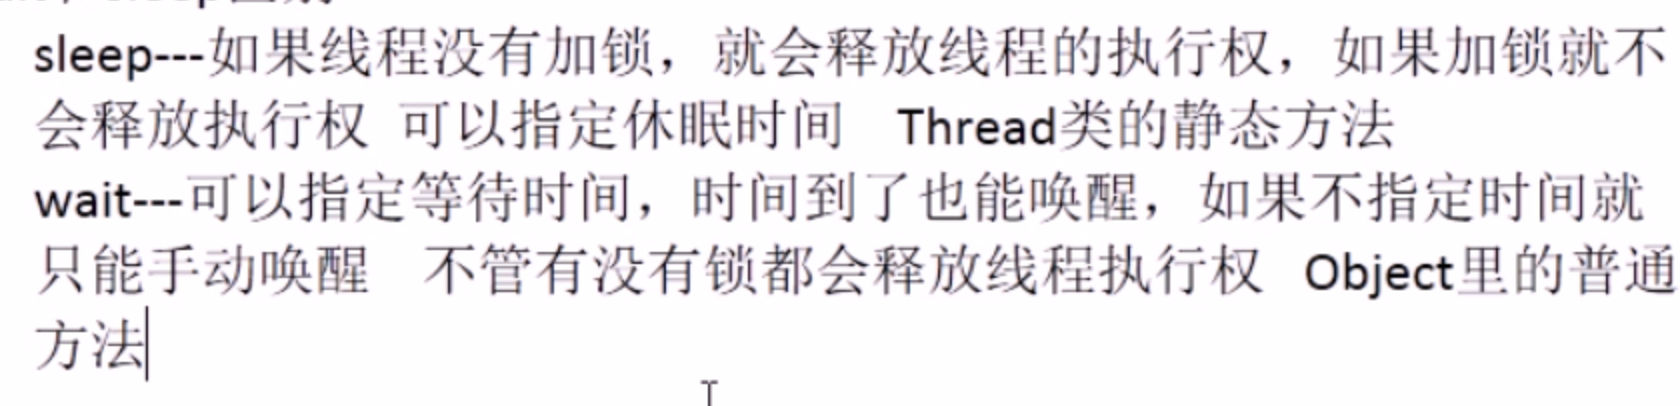 sleep---如果线程没有加锁，就会释放线程的执行权，如果加锁就不
会释放执行权 可以指定休眠时间 Thread类的静态方法
wait---可以指定等待时间，时间到了也能唤醒，如果不指定时间就
只能手动唤醒 不管有没有锁都会释放线程执行权 Object里的普通
方法